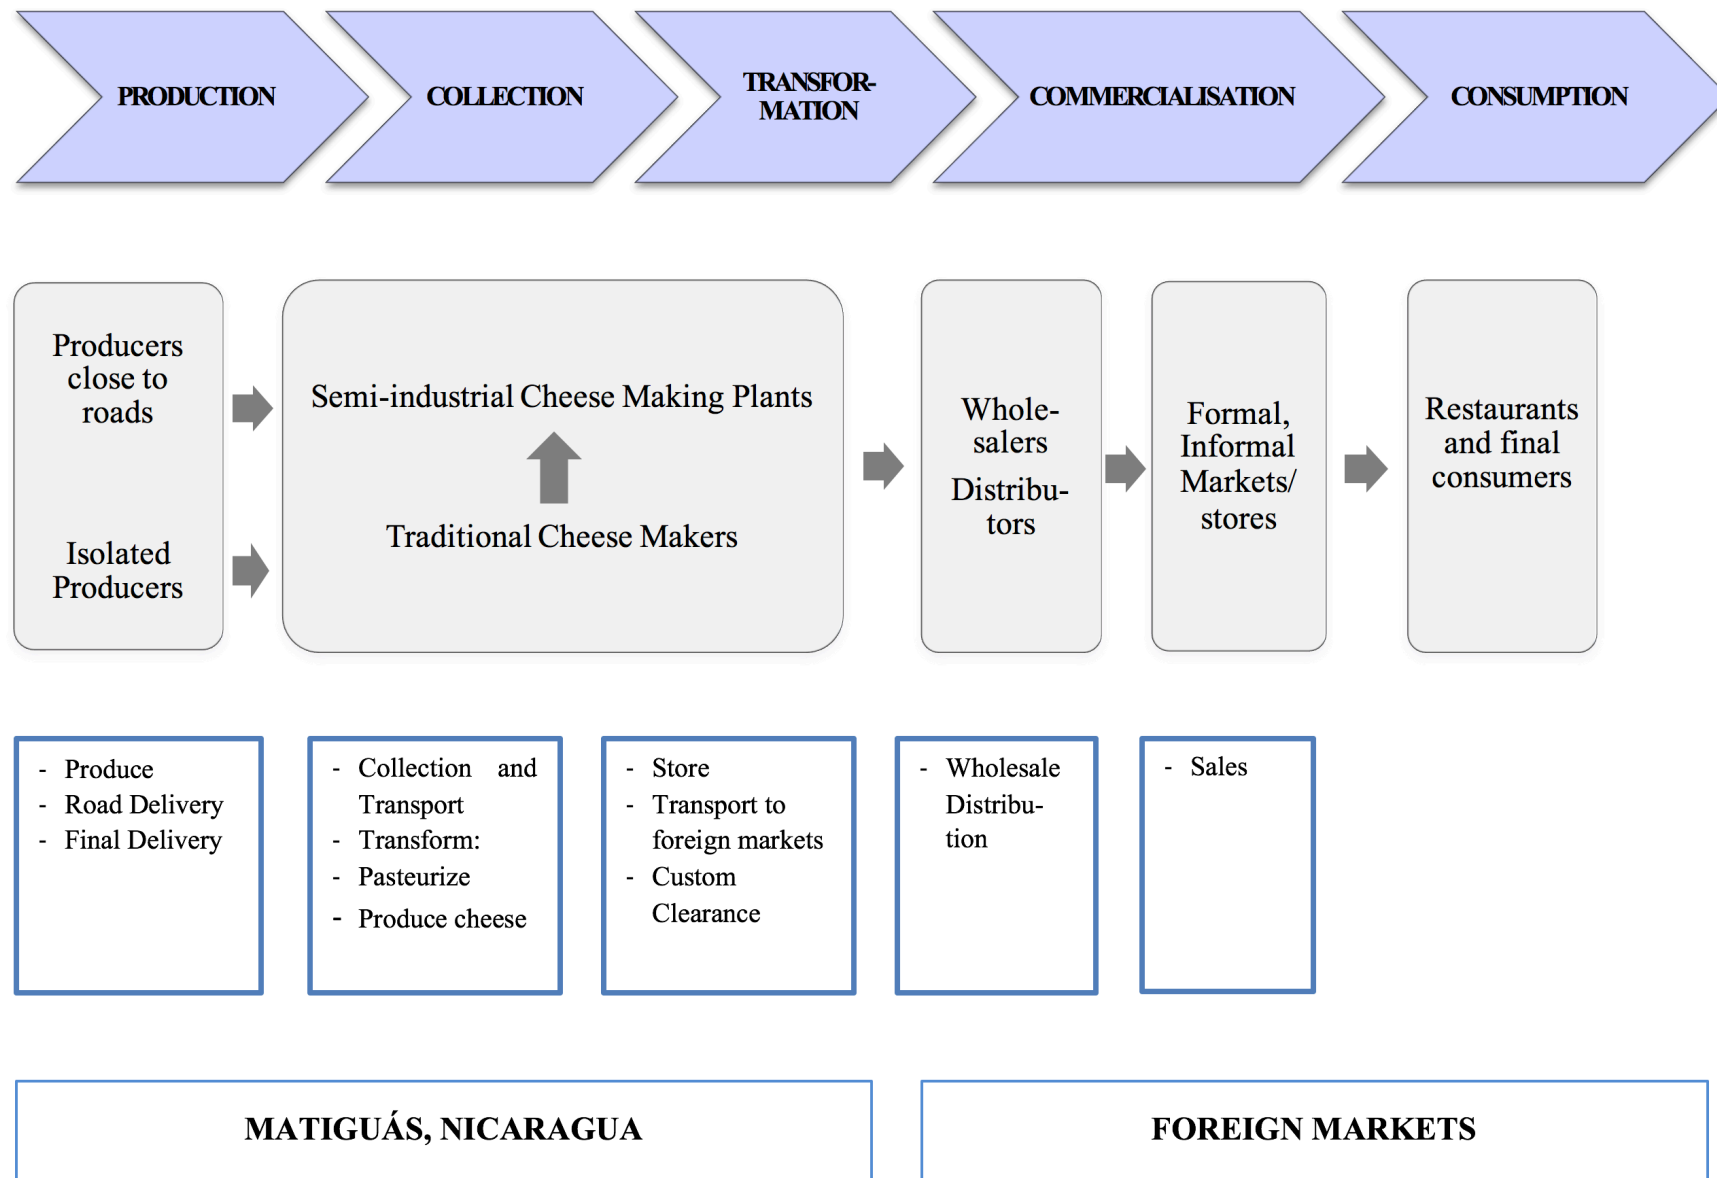 PRODUCTION
COLLECTION
TRANSFOR-
MATION
COMMERCIALISATION
CONSUMPTION
Producers
close to
roads
Isolated
Producers
Semi-industrial Cheese Making Plants
Traditional Cheese Makers
Whole-
salers
Distribu-
tors
Formal,
Informal
Markets/
stores
Restaurants
and final
consumers
- Produce
- Road Delivery
- Final Delivery
- Collection and
Transport
- Transform:
- Pasteurize
- Produce cheese
- Store
- Transport to
foreign markets
- Custom
Clearance
- Wholesale
Distribu-
tion
- Sales
MATIGUÁS, NICARAGUA
FOREIGN MARKETS